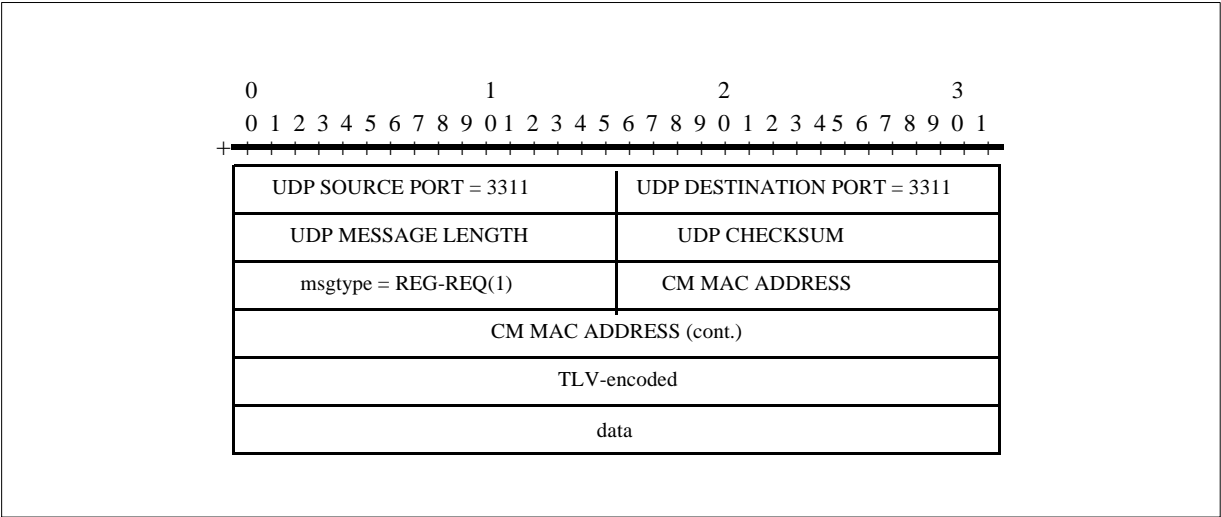 0 1 2 3
0 1 2 3 4 5 6 7 8 9 0 1 2 3 4 5 6 7 8 9 0 1 2 3 4 5 6 7 8 9 0 1
+
UDP SOURCE PORT = 3311 UDP DESTINATION PORT = 3311
UDP MESSAGE LENGTH UDP CHECKSUM
msgtype = REG-REQ(1) CM MAC ADDRESS
CM MAC ADDRESS (cont.)
TLV-encoded
data